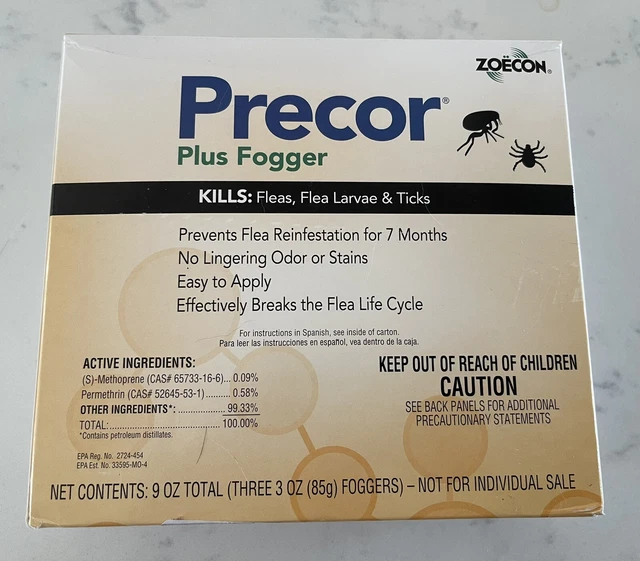 ZOËCON®
Precor®
Plus Fogger
KILLS: Fleas, Flea Larvae & Ticks
Prevents Flea Reinfestation for 7 Months
No Lingering Odor or Stains
Easy to Apply
Effectively Breaks the Flea Life Cycle
For instructions in Spanish, see inside of carton.
Para leer las instrucciones en español, vea dentro de la caja.
ACTIVE INGREDIENTS:
(S)-Methoprene (CAS# 65733-16-6)... 0.09%
Permethrin (CAS# 52645-53-1).......... 0.58%
OTHER INGREDIENTS*:...................... 99.33%
TOTAL:............................................ 100.00%
*Contains petroleum distillates.
EPA Reg. No. 2724-454
EPA Est. No. 33595-MO-4
KEEP OUT OF REACH OF CHILDREN
CAUTION
SEE BACK PANELS FOR ADDITIONAL
PRECAUTIONARY STATEMENTS
NET CONTENTS: 9 OZ TOTAL (THREE 3 OZ (85g) FOGGERS) – NOT FOR INDIVIDUAL SALE